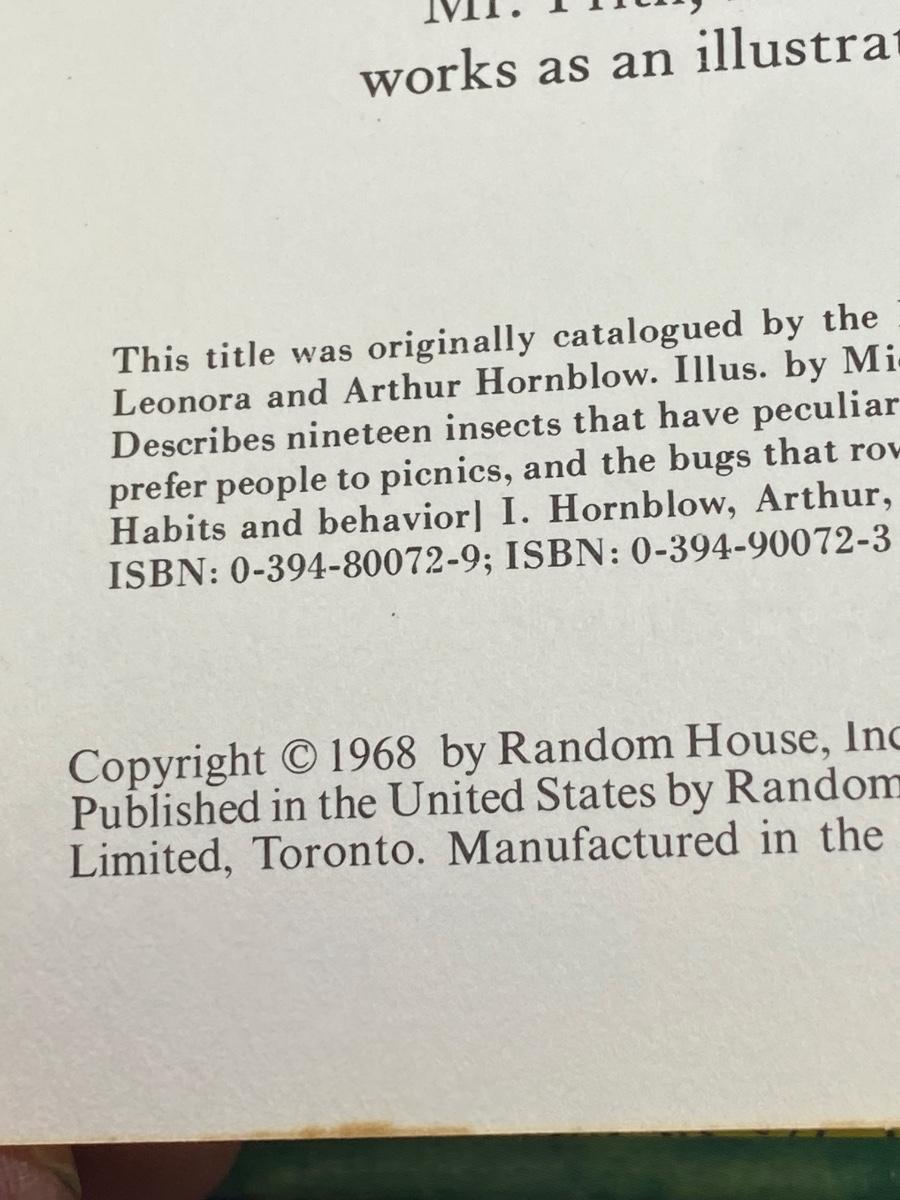 Mr. Frith,
works as an illustrat
This title was originally catalogued by the
Leonora and Arthur Hornblow. Illus. by Mi
Describes nineteen insects that have peculiar
prefer people to picnics, and the bugs that row
Habits and behavior] I. Hornblow, Arthur,
ISBN: 0-394-80072-9; ISBN: 0-394-90072-3
Copyright © 1968 by Random House, Inc
Published in the United States by Random
Limited, Toronto. Manufactured in the